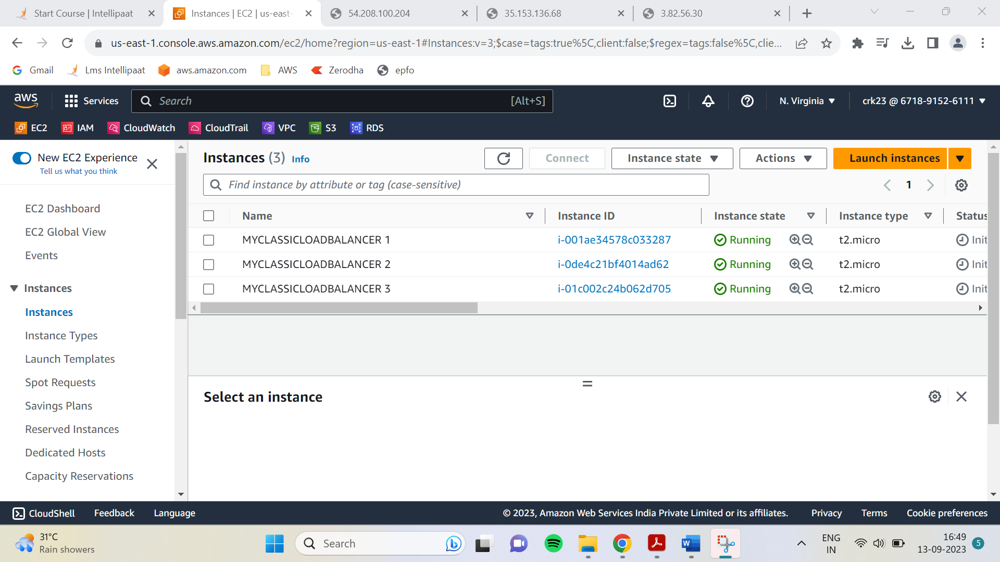 Start Course | Intellipaat
Instances | EC2 | us-east-
54.208.100.204
35.153.136.68
3.82.56.30
us-east-1.console.aws.amazon.com/ec2/home?region=us-east-1#Instances:v=3;$case=tags:true%5C,client:false;$regex=tags:false%5C,clie...
Gmail
Lms Intellipaat
aws.amazon.com
AWS
Zerodha
epfo
aws
Services
Search
[Alt+S]
N. Virginia
crk23 @ 6718-9152-6111
EC2
IAM
CloudWatch
CloudTrail
VPC
S3
RDS
New EC2 Experience
Tell us what you think
EC2 Dashboard
EC2 Global View
Events
Instances
Instances
Instance Types
Launch Templates
Spot Requests
Savings Plans
Reserved Instances
Dedicated Hosts
Capacity Reservations
Instances (3) Info
Connect
Instance state
Actions
Launch instances
Find instance by attribute or tag (case-sensitive)
1
Name Instance ID Instance state Instance type Status
MYCLASSICLOADBALANCER 1 i-001ae34578c033287 Running t2.micro Init
MYCLASSICLOADBALANCER 2 i-0de4c21bf4014ad62 Running t2.micro Init
MYCLASSICLOADBALANCER 3 i-01c002c24b062d705 Running t2.micro Init
Select an instance
CloudShell
Feedback
Language
© 2023, Amazon Web Services India Private Limited or its affiliates.
Privacy
Terms
Cookie preferences
31°C
Rain showers
Search
ENG
IN
16:49
13-09-2023
5